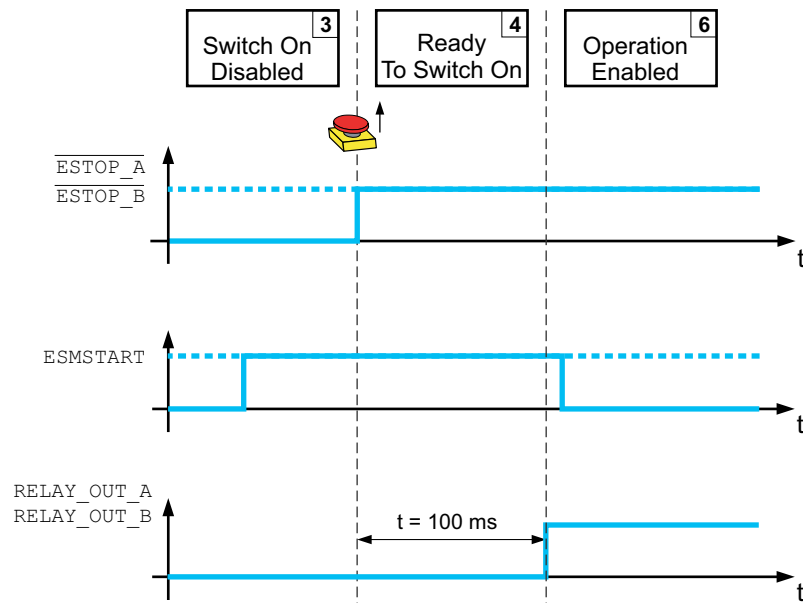 3
Switch On
Disabled
4
Ready
To Switch On
6
Operation
Enabled
ESTOP_A
ESTOP_B
t
ESMSTART
t
RELAY_OUT_A
RELAY_OUT_B
t = 100 ms
t